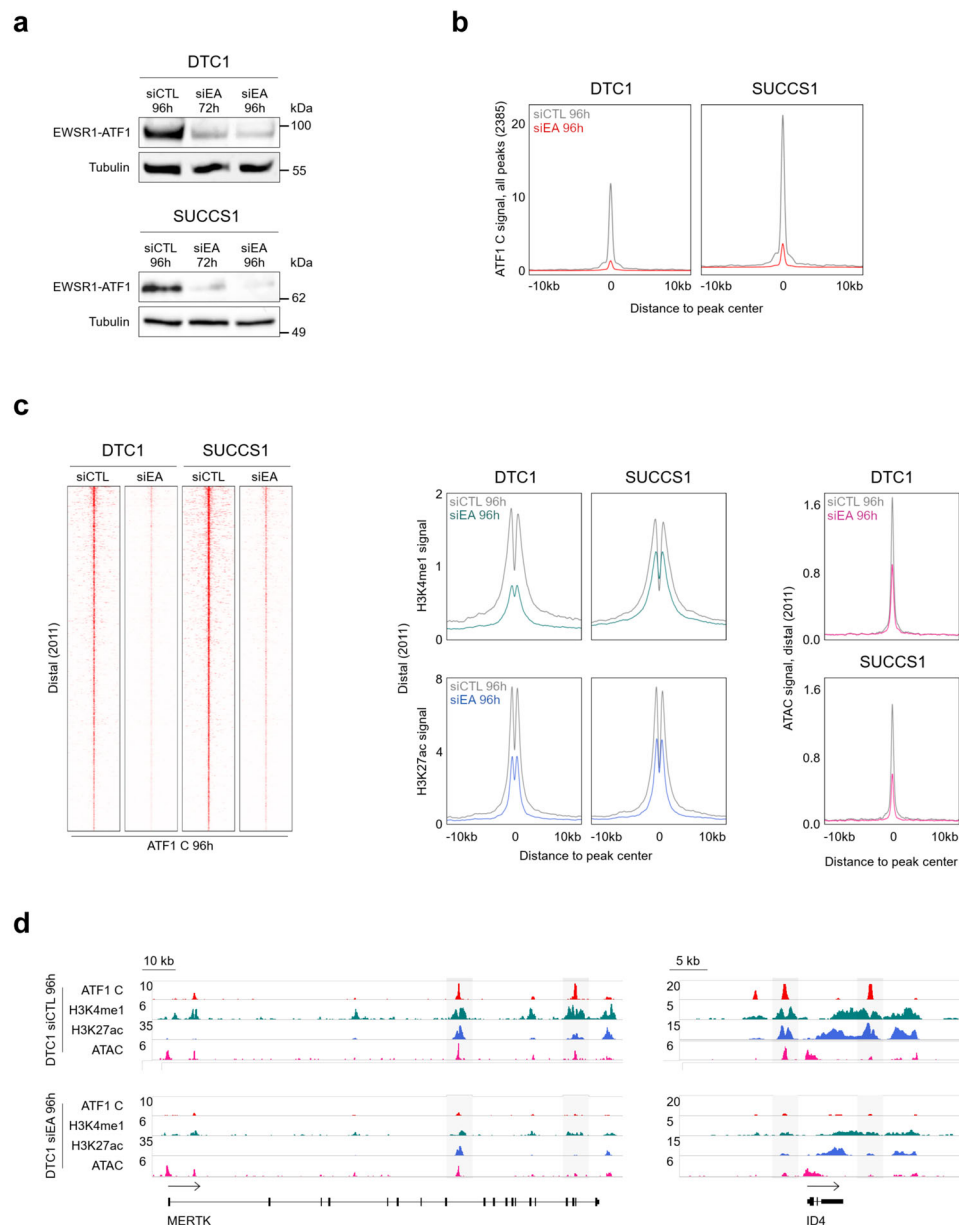 a
DTC1
siCTL siEA siEA
96h 72h 96h kDa
EWSR1-ATF1
100
Tubulin
55
SUCCS1
siCTL siEA siEA
96h 72h 96h kDa
EWSR1-ATF1
62
Tubulin
49
b
DTC1 SUCCS1
ATF1 C signal, all peaks (2385)
siCTL 96h
siEA 96h
20
10
0
-10kb 0 10kb -10kb 0 10kb
Distance to peak center
c
DTC1 SUCCS1
siCTL siEA siCTL siEA
Distal (2011)
ATF1 C 96h
DTC1 SUCCS1
Distal (2011)
H3K4me1 signal
2
1
0
siCTL 96h
siEA 96h
H3K27ac signal
8
4
0
siCTL 96h
siEA 96h
-10kb 0 10kb -10kb 0 10kb
Distance to peak center
DTC1
ATAC signal, distal (2011)
siCTL 96h
siEA 96h
1.6
0.8
0.0
SUCCS1
1.6
0.8
0.0
-10kb 0 10kb
Distance to peak center
d
10 kb 5 kb
DTC1 siCTL 96h
ATF1 C 10 20
H3K4me1 6 5
H3K27ac 35 15
ATAC 6 6
DTC1 siEA 96h
ATF1 C 10 20
H3K4me1 6 5
H3K27ac 35 15
ATAC 6 6
MERTK ID4